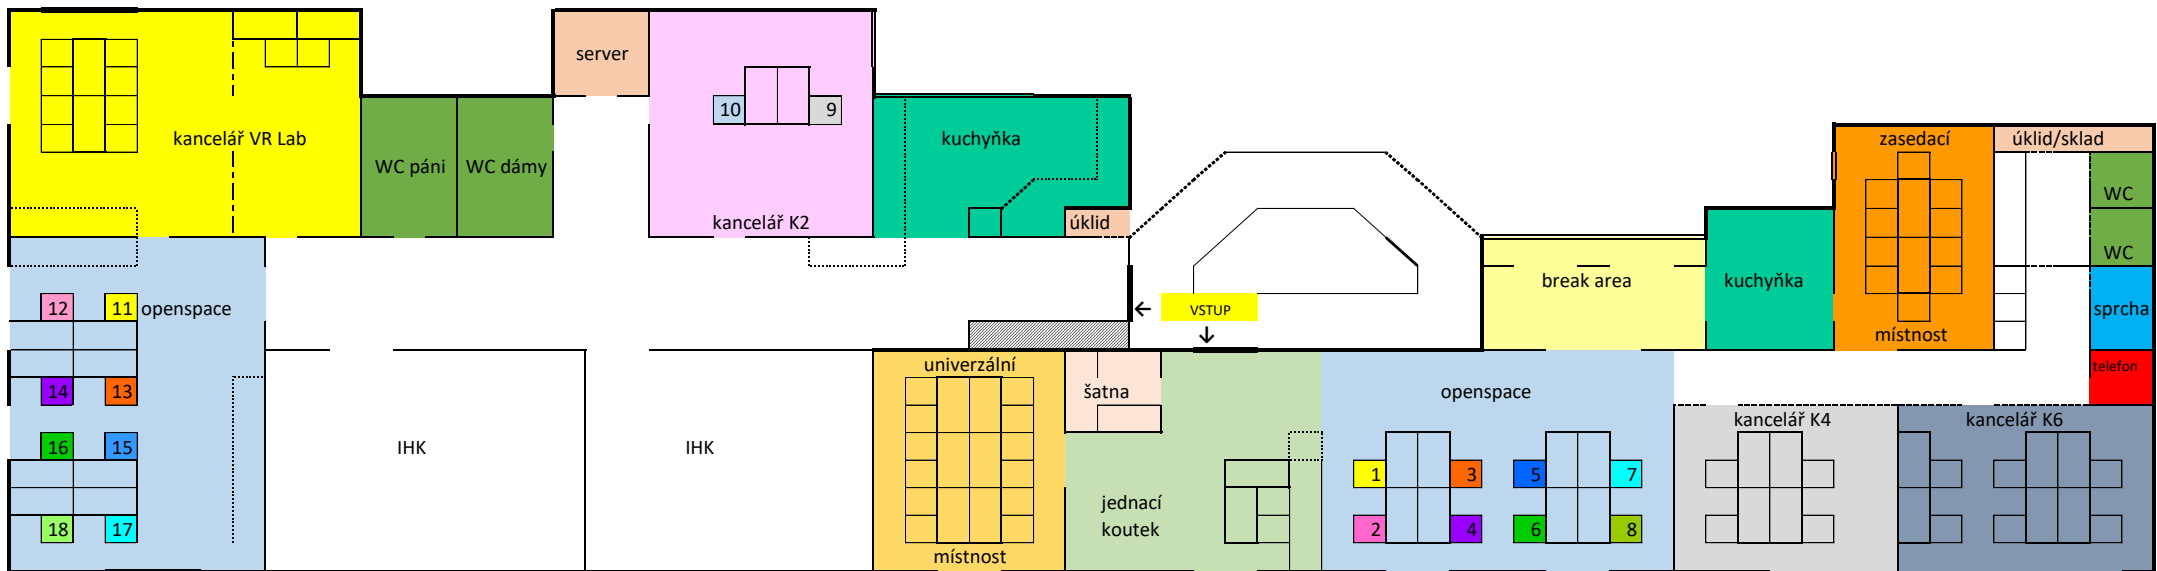 server
10
9
kancelář VR Lab
kuchyňka
zasedací
úklid/sklad
WC páni
WC dámy
WC
kancelář K2
úklid
WC
break area
kuchyňka
12
11
openspace
← VSTUP
↓
sprcha
místnost
univerzální
telefon
14
13
šatna
openspace
kancelář K4
kancelář K6
16
15
IHK
IHK
1
3
5
7
jednací
koutek
18
17
2
4
6
8
místnost